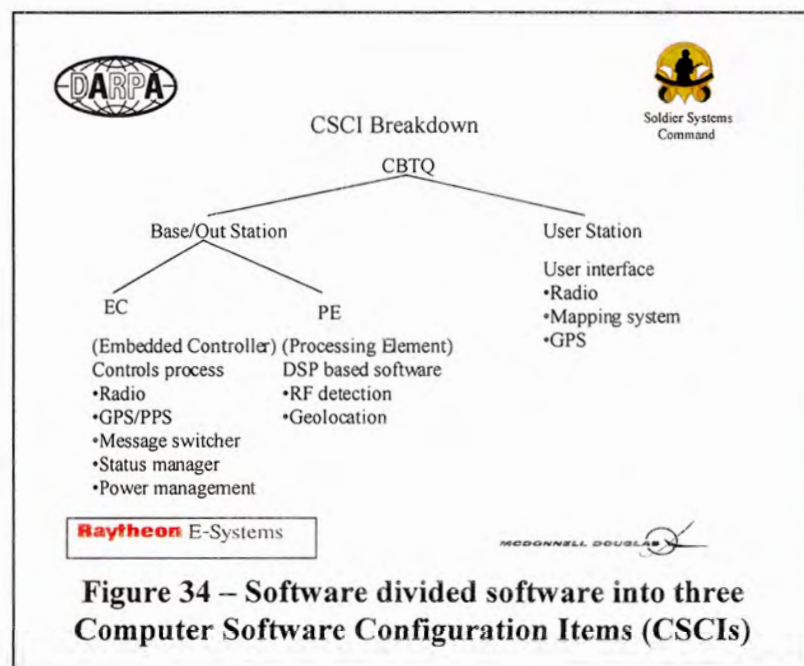 DARPA
Soldier Systems
Command
CSCI Breakdown
CBTQ
Base/Out Station
User Station
EC
PE
(Embedded Controller) (Processing Element)
Controls process
•Radio
•GPS/PPS
•Message switcher
•Status manager
•Power management
DSP based software
•RF detection
•Geolocation
User interface
•Radio
•Mapping system
•GPS
Raytheon E-Systems
MCDONNELL DOUGLAS
Figure 34 – Software divided software into three
Computer Software Configuration Items (CSCIs)